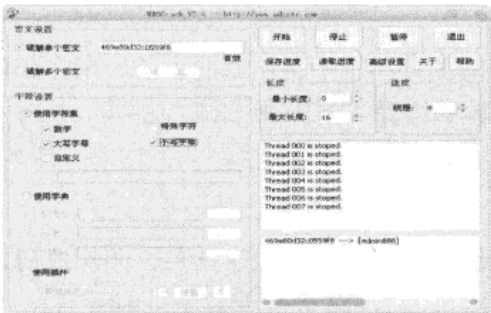 密文设置
破解单个密文 469e80d32c0559f8
有效
破解多个密文
字符设置
使用字符集
数字 特殊字符
大写字母 小写字母
自定义
使用字典
使用插件
开始 停止 暂停 退出
保存进度 读取进度 高级设置 关于 帮助
长度
最小长度: 0
最大长度: 16
速度
线程: 8
Thread 000 is stoped.
Thread 001 is stoped.
Thread 002 is stoped.
Thread 003 is stoped.
Thread 004 is stoped.
Thread 005 is stoped.
Thread 006 is stoped.
Thread 007 is stoped.
469e80d32c0559f8 ---> [admin888]